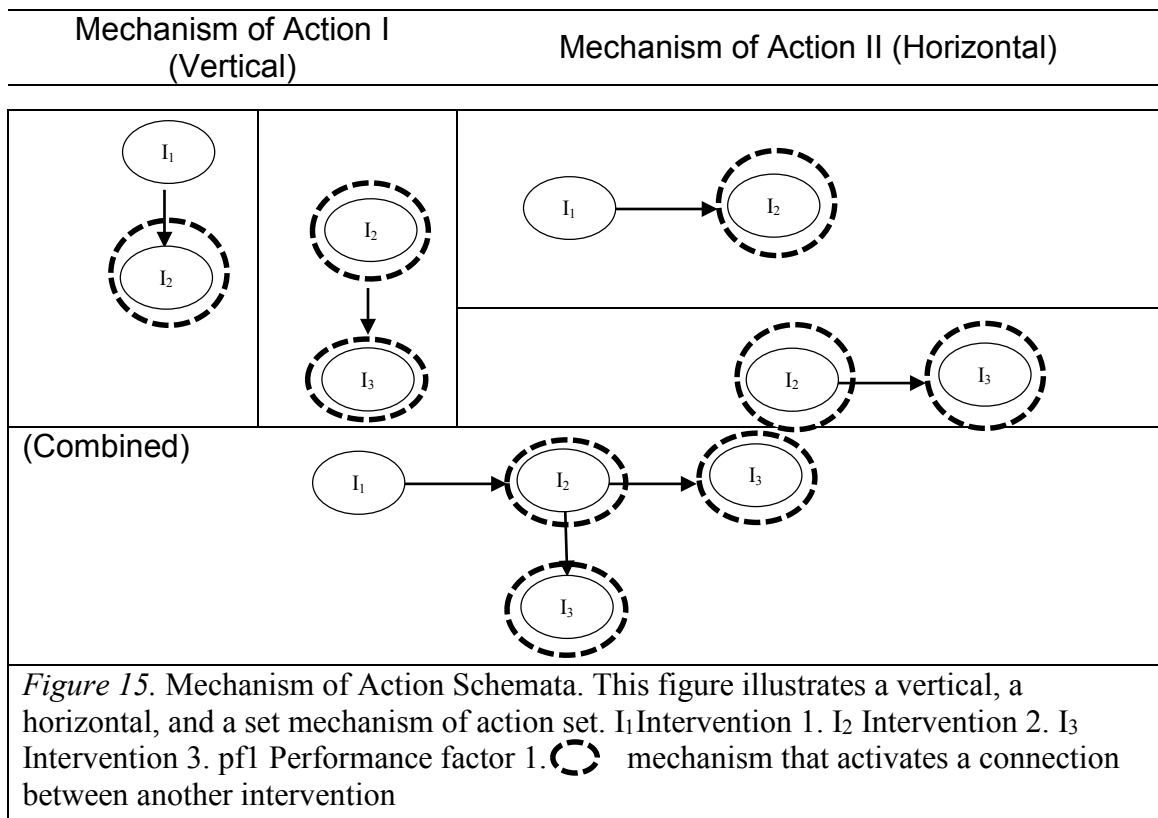 Mechanism of Action I
(Vertical)
Mechanism of Action II (Horizontal)
I₁
I₂
I₂
I₃
I₁
I₂
I₂
I₃
(Combined)
I₁
I₂
I₃
I₃
Figure 15. Mechanism of Action Schemata. This figure illustrates a vertical, a
horizontal, and a set mechanism of action set. I₁Intervention 1. I₂ Intervention 2. I₃
Intervention 3. pf1 Performance factor 1. mechanism that activates a connection
between another intervention